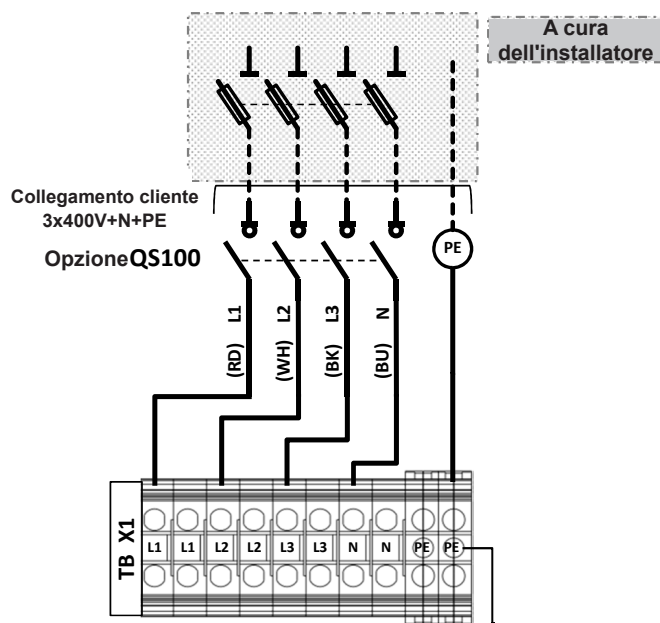 A cura
dell'installatore
Collegamento cliente
3x400V+N+PE
OpzioneQS100
PE
L1 L2 L3 N
(RD) (WH) (BK) (BU)
TB X1
L1 L1 L2 L2 L3 L3 N N PE PE